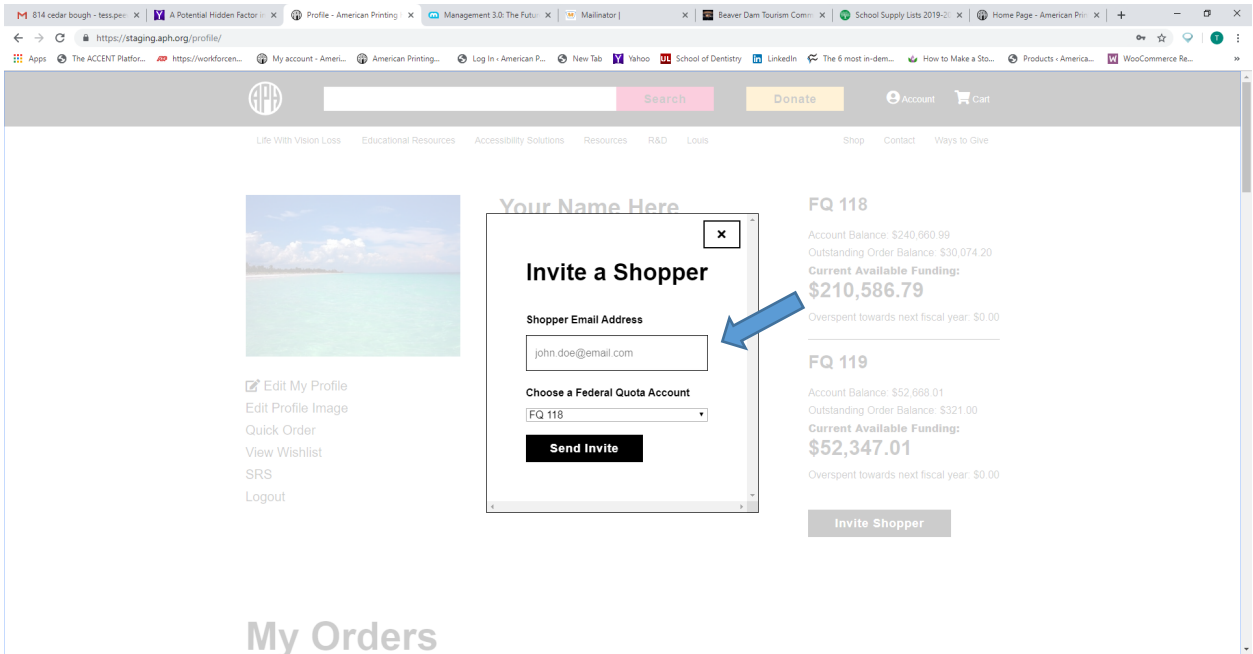 814 cedar bough - tess.peer
A Potential Hidden Factor in
Profile - American Printing
Management 3.0: The Futu
Mailinator |
Beaver Dam Tourism Comm
School Supply Lists 2019-20
Home Page - American Prin
https://staging.aph.org/profile/
Apps
The ACCENT Platfor...
https://workforcen...
My account - Ameri...
American Printing...
Log In ‹ American P...
New Tab
Yahoo
UL School of Dentistry
LinkedIn
The 6 most in-dem...
How to Make a Sto...
Products ‹ America...
WooCommerce Re...
APH
Search
Donate
Account
Cart
Life With Vision Loss
Educational Resources
Accessibility Solutions
Resources
R&D
Louis
Shop
Contact
Ways to Give
Edit My Profile
Edit Profile Image
Quick Order
View Wishlist
SRS
Logout
Your Name Here
Invite a Shopper
Shopper Email Address
john.doe@email.com
Choose a Federal Quota Account
FQ 118
Send Invite
FQ 118
Account Balance: $240,660.99
Outstanding Order Balance: $30,074.20
Current Available Funding:
$210,586.79
Overspent towards next fiscal year: $0.00
FQ 119
Account Balance: $52,668.01
Outstanding Order Balance: $321.00
Current Available Funding:
$52,347.01
Overspent towards next fiscal year: $0.00
Invite Shopper
My Orders